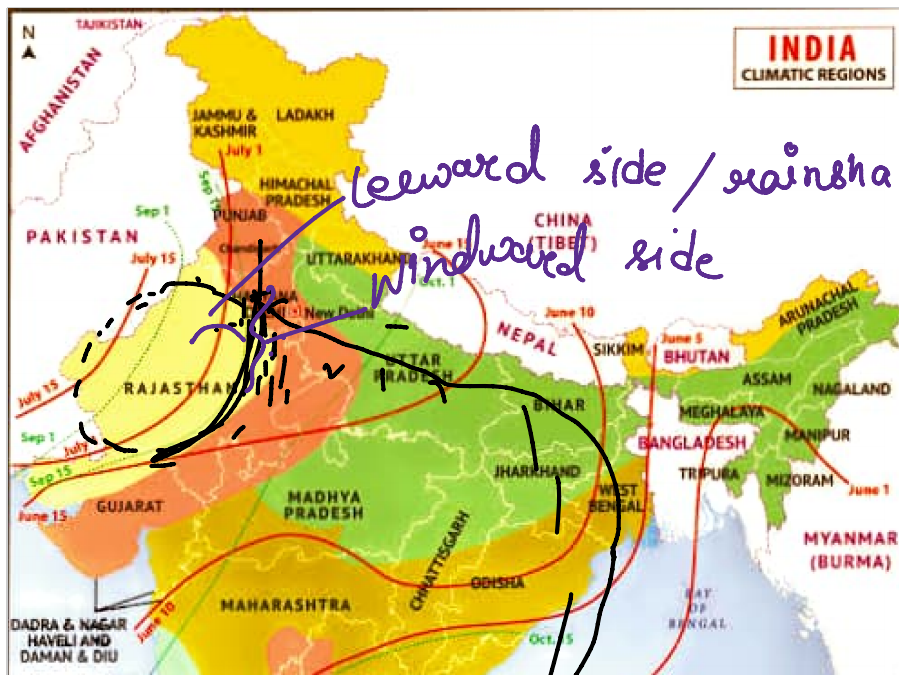 N
TAJIKISTAN
AFGHANISTAN
INDIA
CLIMATIC REGIONS
JAMMU &
KASHMIR
LADAKH
July 1
HIMACHAL
PRADESH
Leeward side / rainsha
Sep 1
PUNJAB
Chandigarh
PAKISTAN
CHINA
(TIBET)
July 15
UTTARAKHAND
June 15
Windward side
Oct. 1
New Delhi
NEPAL
June 10
SIKKIM
June 5
BHUTAN
ARUNACHAL
PRADESH
RAJASTHAN
UTTAR
PRADESH
ASSAM
NAGALAND
July 15
BIHAR
MEGHALAYA
Sep 1
July
BANGLADESH
MANIPUR
Sep 15
JHARKHAND
TRIPURA
MIZORAM
June 1
June 15
GUJARAT
MADHYA
PRADESH
WEST
BENGAL
MYANMAR
(BURMA)
CHHATTISGARH
ODISHA
MAHARASHTRA
BAY
OF
BENGAL
DADRA & NAGAR
HAVELI AND
DAMAN & DIU
June 10
Oct. 15